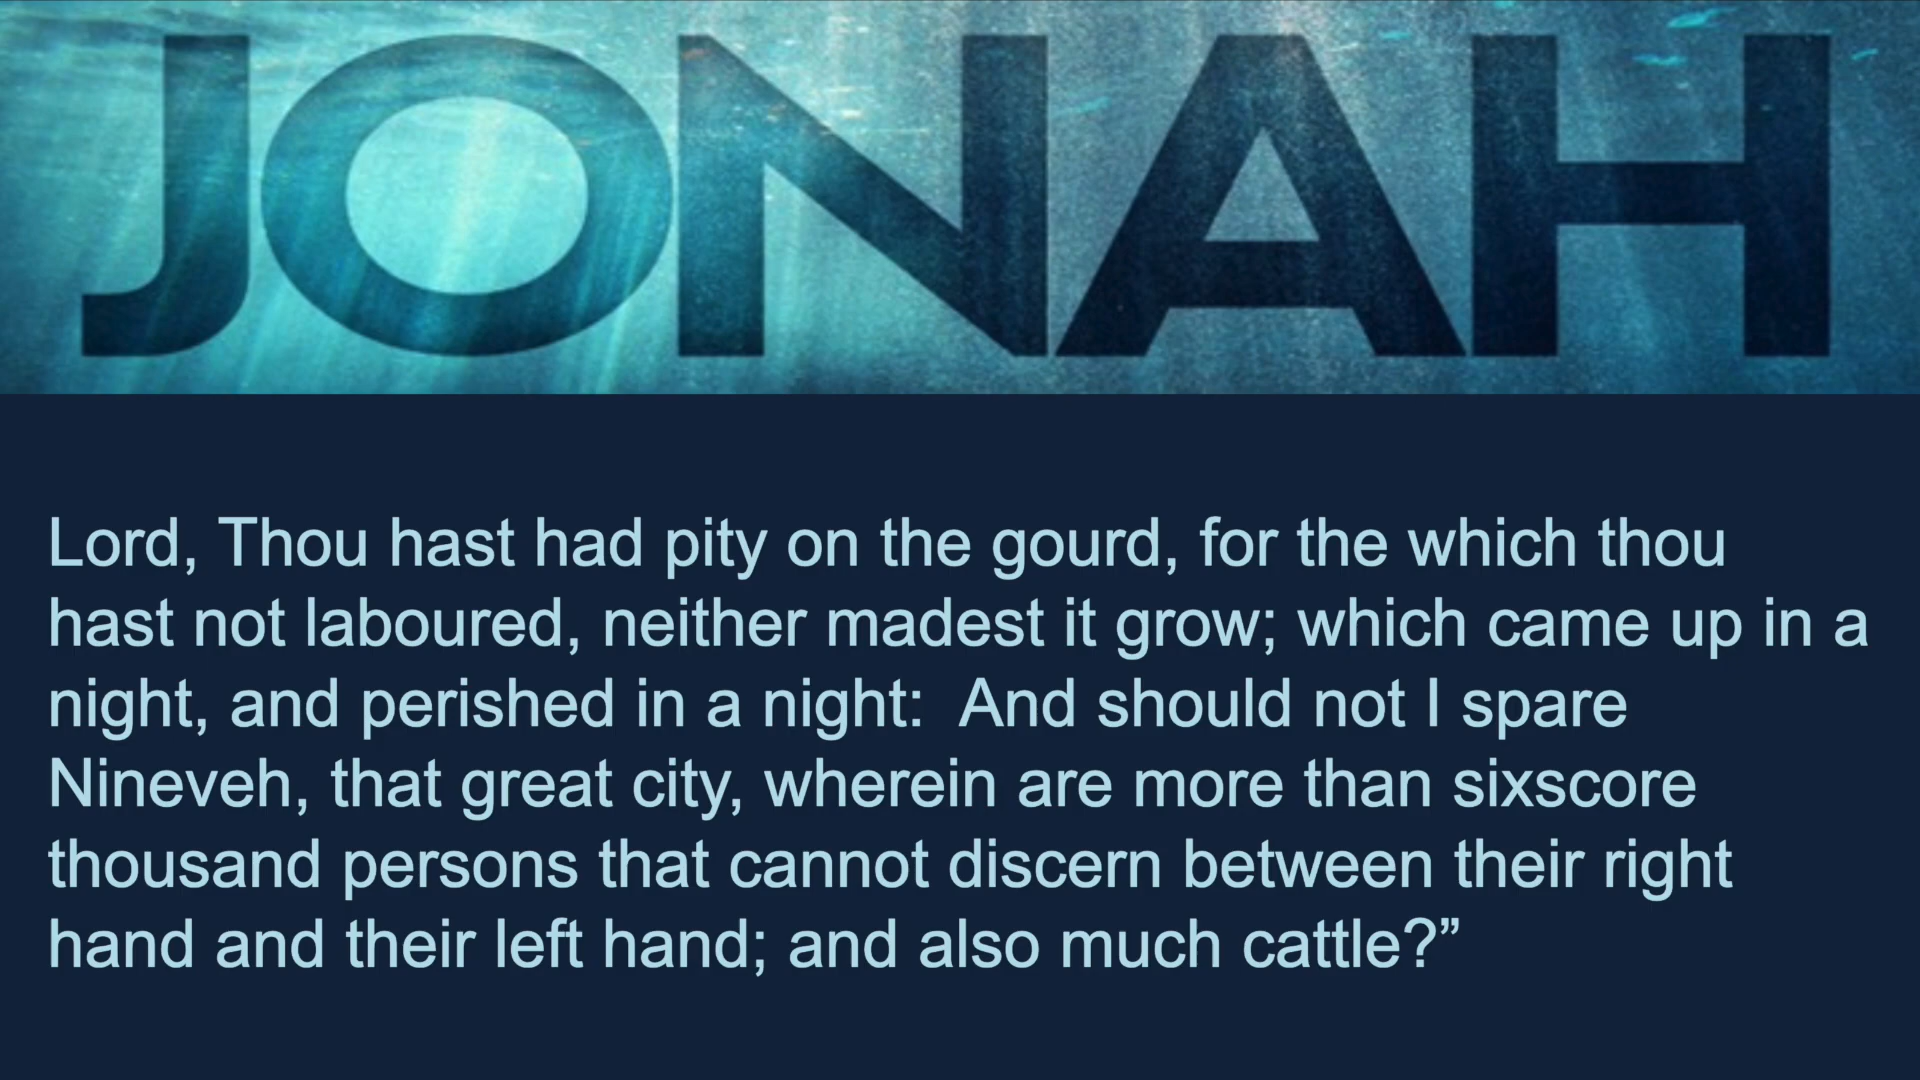 JONAH
Lord, Thou hast had pity on the gourd, for the which thou
hast not laboured, neither madest it grow; which came up in a
night, and perished in a night:  And should not I spare
Nineveh, that great city, wherein are more than sixscore
thousand persons that cannot discern between their right
hand and their left hand; and also much cattle?”